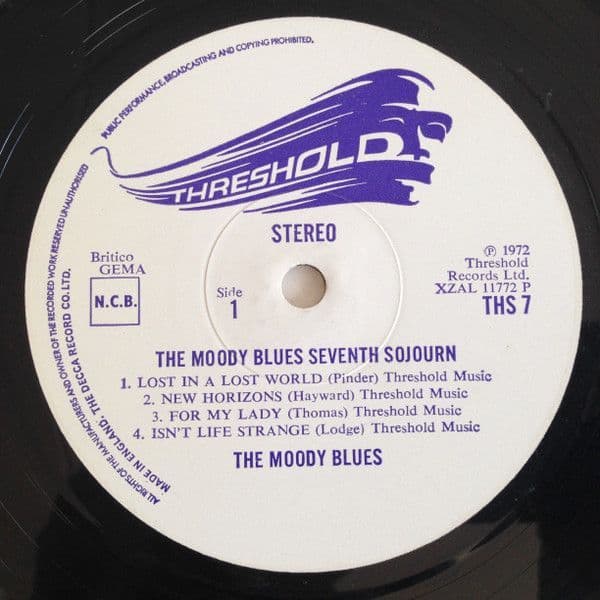 PUBLIC PERFORMANCE, BROADCASTING AND COPYING PROHIBITED.
ALL RIGHTS OF THE MANUFACTURERS AND OWNER OF THE RECORDED WORK RESERVED UNAUTHORISED
MADE IN ENGLAND. THE DECCA RECORD CO. LTD.
THRESHOLD
STEREO
Britico
GEMA
N.C.B.
Side
1
℗ 1972
Threshold
Records Ltd.
XZAL 11772 P
THS 7
THE MOODY BLUES SEVENTH SOJOURN
1. LOST IN A LOST WORLD (Pinder) Threshold Music
2. NEW HORIZONS (Hayward) Threshold Music
3. FOR MY LADY (Thomas) Threshold Music
4. ISN'T LIFE STRANGE (Lodge) Threshold Music
THE MOODY BLUES